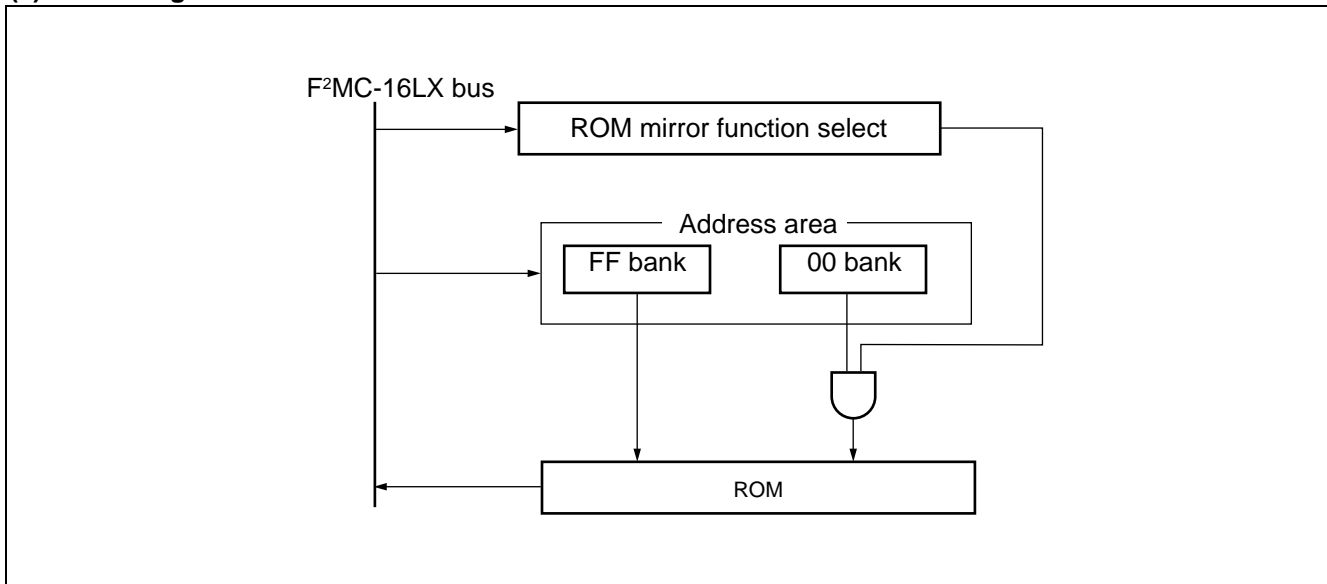 F²MC-16LX bus
ROM mirror function select
Address area
FF bank
00 bank
ROM